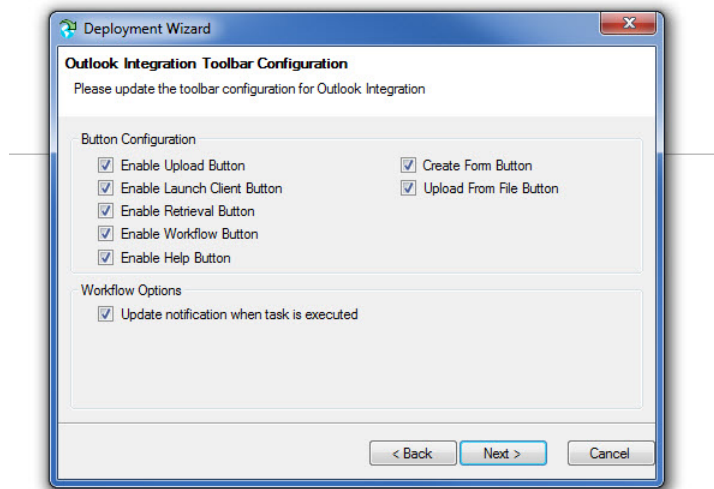 Deployment Wizard
Outlook Integration Toolbar Configuration
Please update the toolbar configuration for Outlook Integration
Button Configuration
Enable Upload Button
Create Form Button
Enable Launch Client Button
Upload From File Button
Enable Retrieval Button
Enable Workflow Button
Enable Help Button
Workflow Options
Update notification when task is executed
< Back
Next >
Cancel